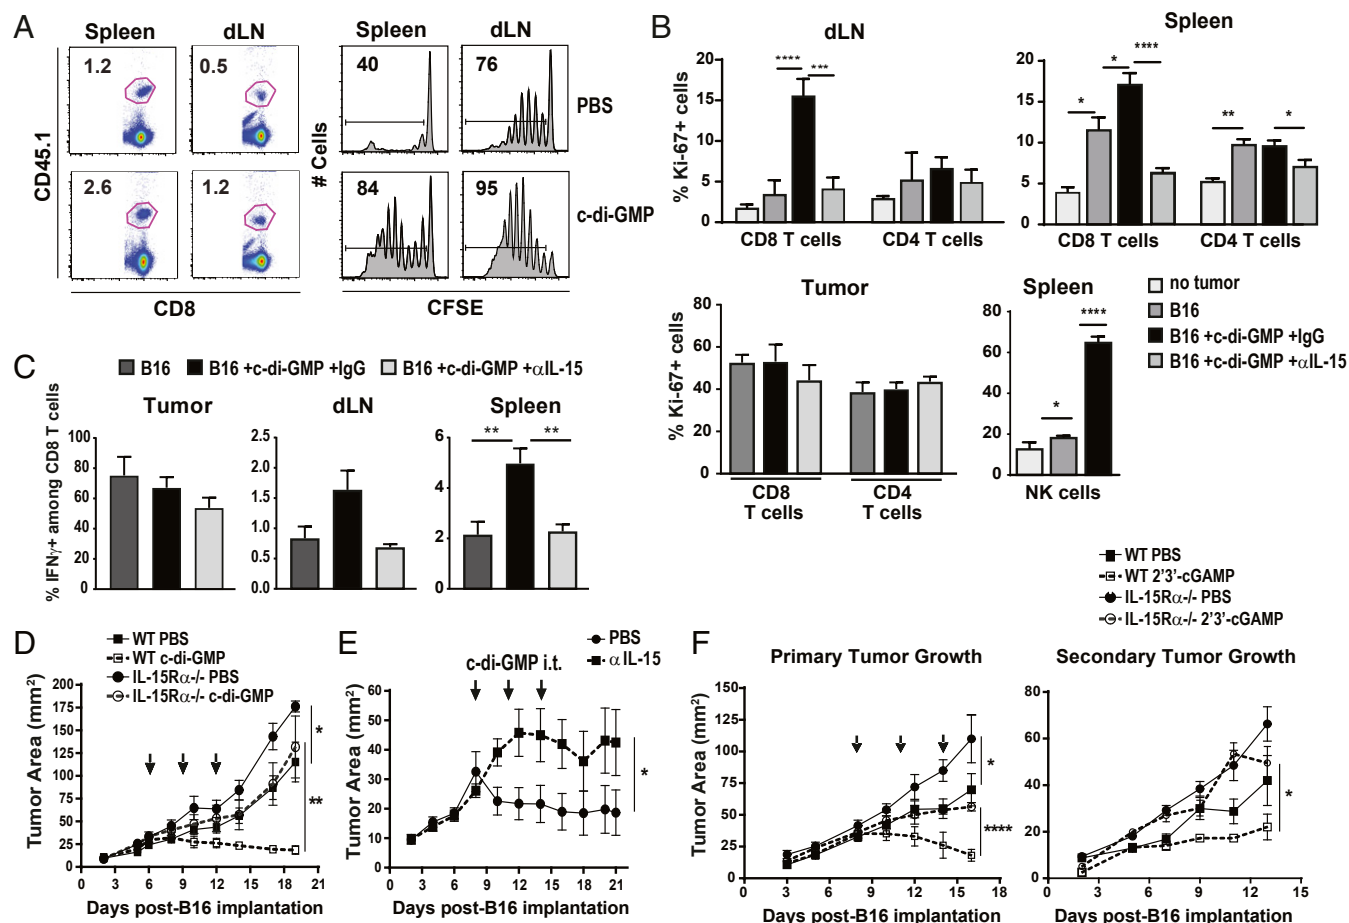 A
Spleen
dLN
Spleen
dLN
1.2
0.5
40
76
PBS
2.6
1.2
84
95
c-di-GMP
CD45.1
# Cells
CD8
CFSE
B
dLN
% Ki-67+ cells
20
15
10
5
0
**** ***
CD8 T cells
CD4 T cells
Spleen
20
15
10
5
0
* * **** ** *
CD8 T cells
CD4 T cells
Tumor
% Ki-67+ cells
80
60
40
20
0
CD8
T cells
CD4
T cells
Spleen
80
60
40
20
0
* ****
NK cells
no tumor
B16
B16 +c-di-GMP +IgG
B16 +c-di-GMP +αIL-15
C
B16
B16 +c-di-GMP +IgG
B16 +c-di-GMP +αIL-15
% IFNγ+ among CD8 T cells
Tumor
100
80
60
40
20
0
dLN
2.5
2.0
1.5
1.0
0.5
0.0
Spleen
6
4
2
0
** **
D
WT PBS
WT c-di-GMP
IL-15Rα-/- PBS
IL-15Rα-/- c-di-GMP
Tumor Area (mm²)
200
175
150
125
100
75
50
25
0
*
**
0 3 6 9 12 15 18 21
Days post-B16 implantation
E
PBS
α IL-15
c-di-GMP i.t.
Tumor Area (mm²)
60
50
40
30
20
10
0
*
0 3 6 9 12 15 18 21
Days post-B16 implantation
F
WT PBS
WT 2'3'-cGAMP
IL-15Rα-/- PBS
IL-15Rα-/- 2'3'-cGAMP
Primary Tumor Growth
Tumor Area (mm²)
150
125
100
75
50
25
0
*
****
0 3 6 9 12 15 18
Days post-B16 implantation
Secondary Tumor Growth
80
60
40
20
0
*
0 3 6 9 12 15
Days post-B16 implantation